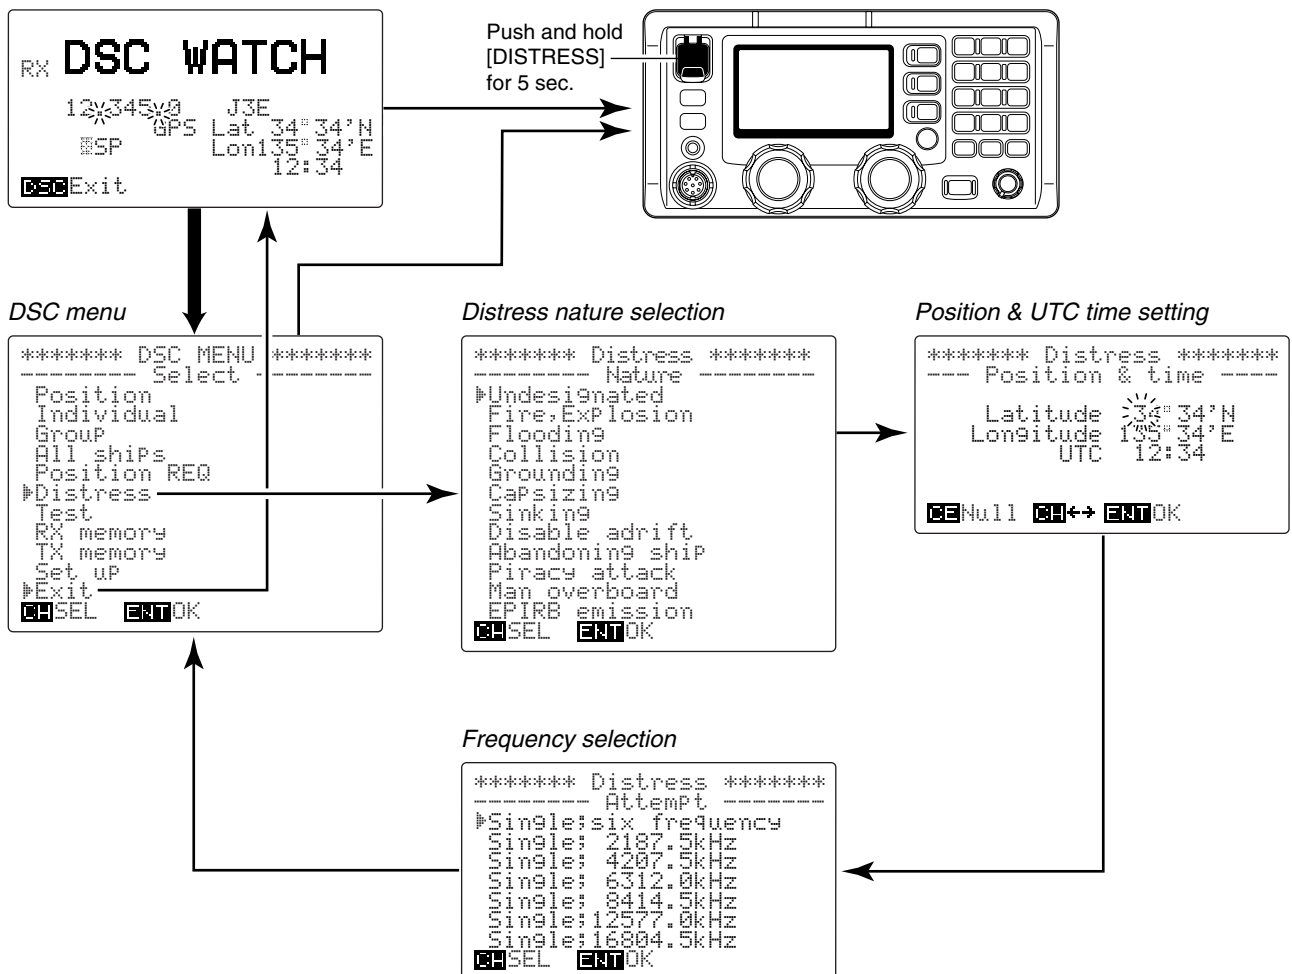 RX DSC WATCH
12.345.0 J3E
GPS Lat 34°34'N
SP Lon135°34'E
12:34
DSC Exit
Push and hold
[DISTRESS]
for 5 sec.
DSC menu
******* DSC MENU *******
-------- Select --------
Position
Individual
Group
All ships
Position REQ
Distress
Test
RX memory
TX memory
Set up
Exit
CH SEL ENT OK
Distress nature selection
******* Distress *******
-------- Nature --------
Undesignated
Fire,Explosion
Flooding
Collision
Grounding
Capsizing
Sinking
Disable adrift
Abandoning ship
Piracy attack
Man overboard
EPIRB emission
CH SEL ENT OK
Position & UTC time setting
******* Distress *******
--- Position & time ----
Latitude 34°34'N
Longitude 135°34'E
UTC 12:34
CE Null CH ↔ ENT OK
Frequency selection
******* Distress *******
-------- Attempt -------
Single;six frequency
Single; 2187.5kHz
Single; 4207.5kHz
Single; 6312.0kHz
Single; 8414.5kHz
Single;12577.0kHz
Single;16804.5kHz
CH SEL ENT OK